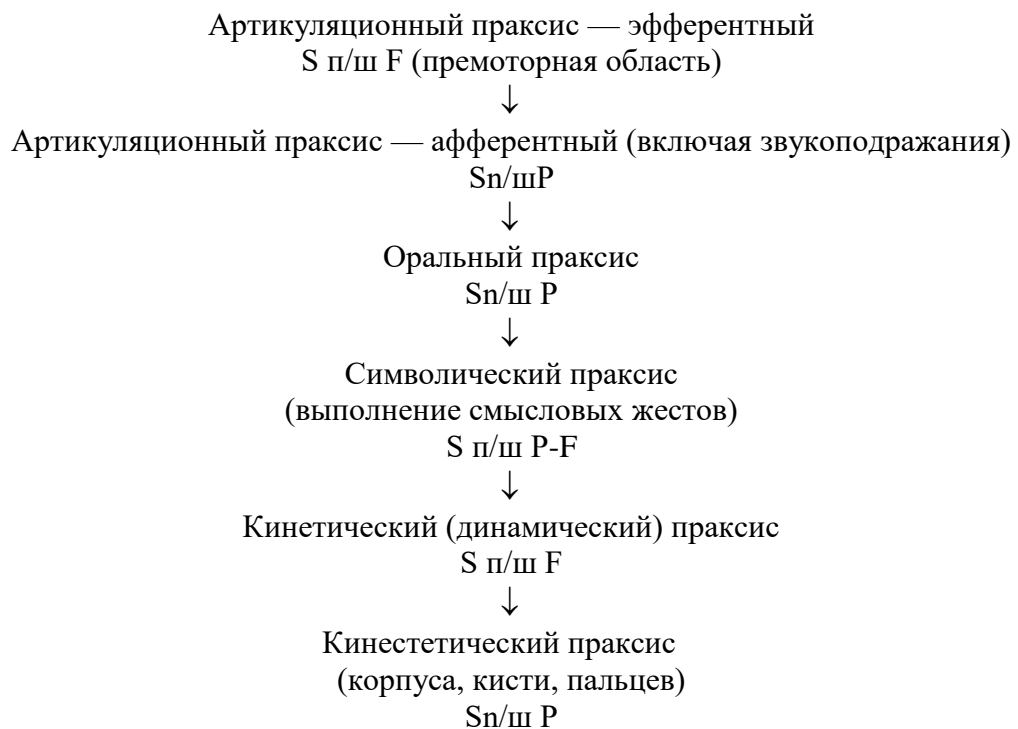 Артикуляционный праксис — эфферентный
S п/ш F (премоторная область)
↓
Артикуляционный праксис — афферентный (включая звукоподражания)
Sn/шP
↓
Оральный праксис
Sn/ш P
↓
Символический праксис
(выполнение смысловых жестов)
S п/ш P-F
↓
Кинетический (динамический) праксис
S п/ш F
↓
Кинестетический праксис
(корпуса, кисти, пальцев)
Sn/ш P